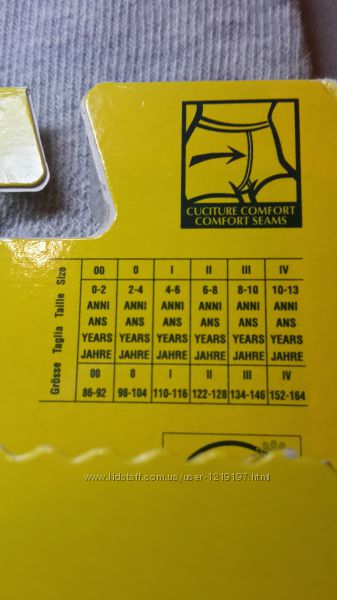 CUCITURE COMFORT
COMFORT SEAMS
Grösse Taglia Taille Size
00 0 I II III IV
0-2 2-4 4-6 6-8 8-10 10-13
ANNI ANNI ANNI ANNI ANNI ANNI
ANS ANS ANS ANS ANS ANS
YEARS YEARS YEARS YEARS YEARS YEARS
JAHRE JAHRE JAHRE JAHRE JAHRE JAHRE
00 0 I II III IV
86-92 98-104 110-116 122-128 134-146 152-164
www.kidstaff.com.ua/user-1219197.html